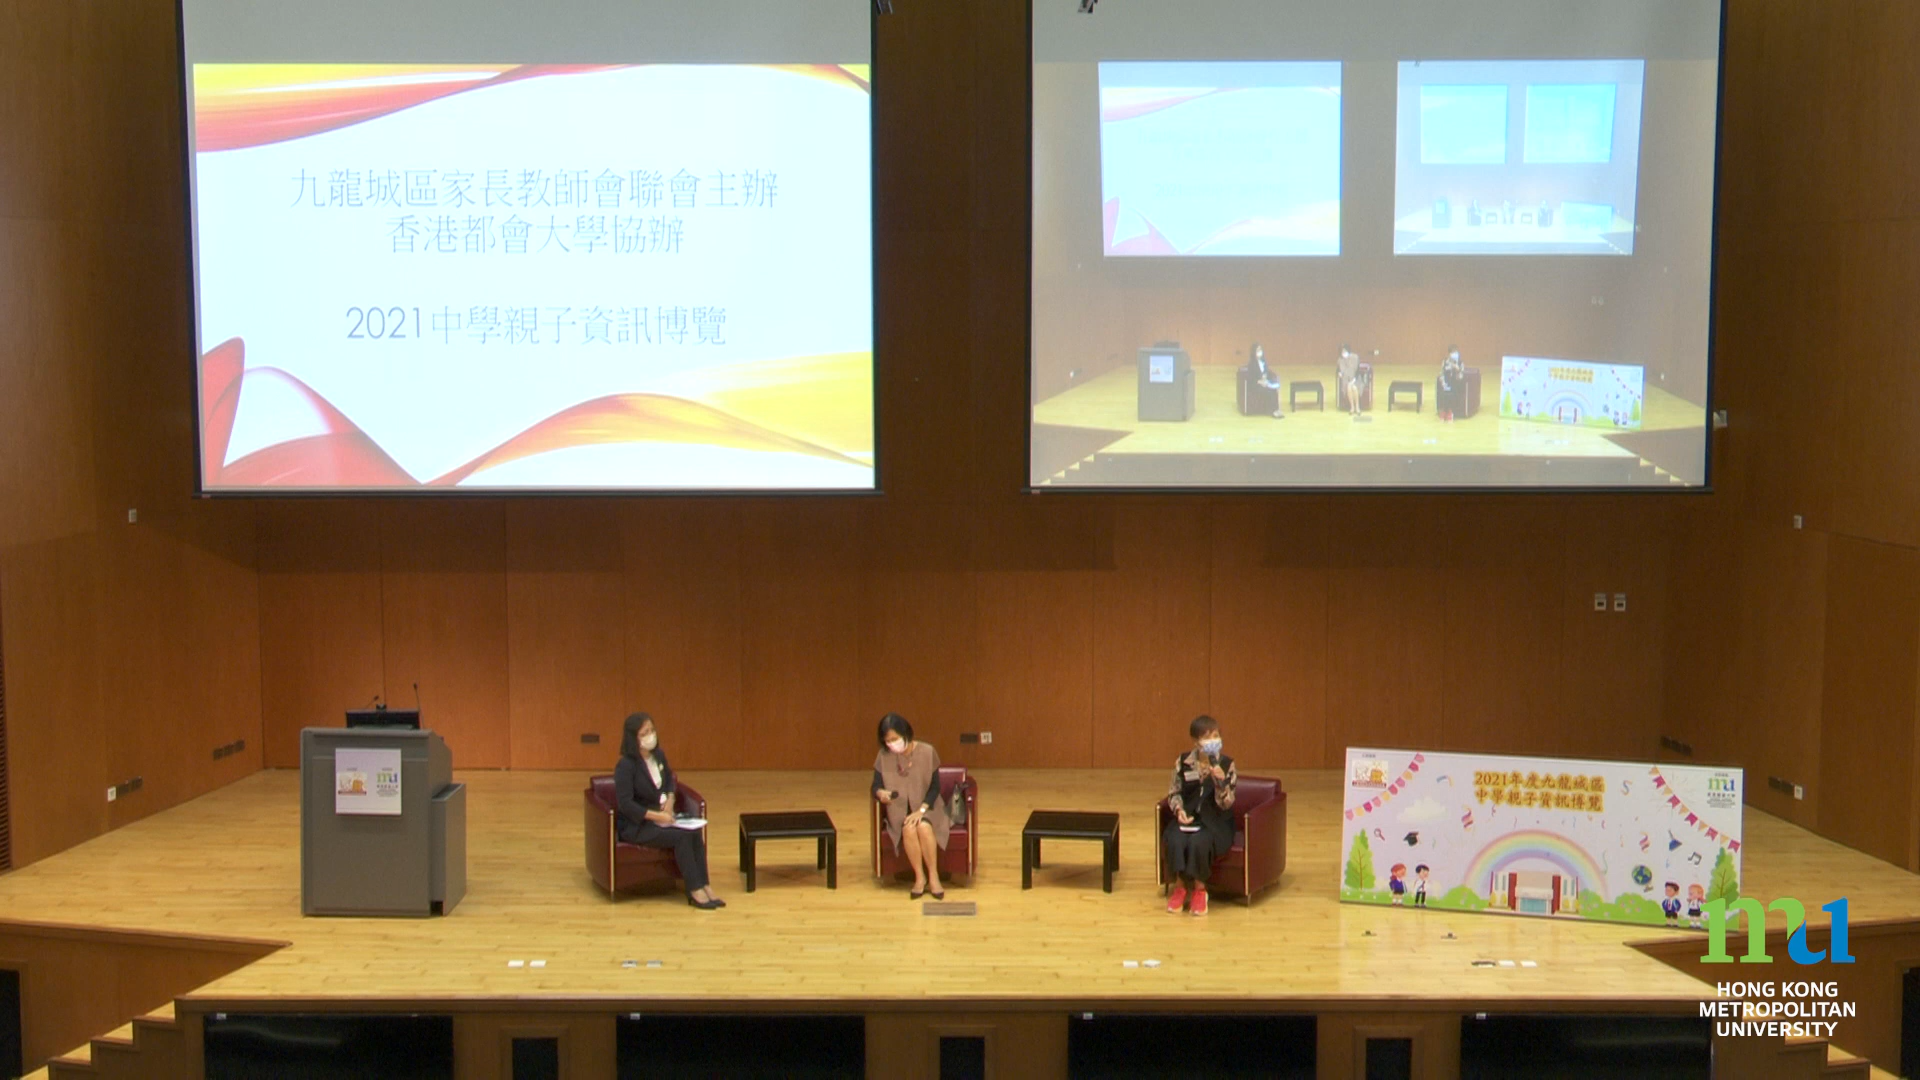 九龍城區家長教師會聯會主辦
香港都會大學協辦
2021中學親子資訊博覽
2021年度九龍城區
中學親子資訊博覽
mu
HONG KONG
METROPOLITAN
UNIVERSITY